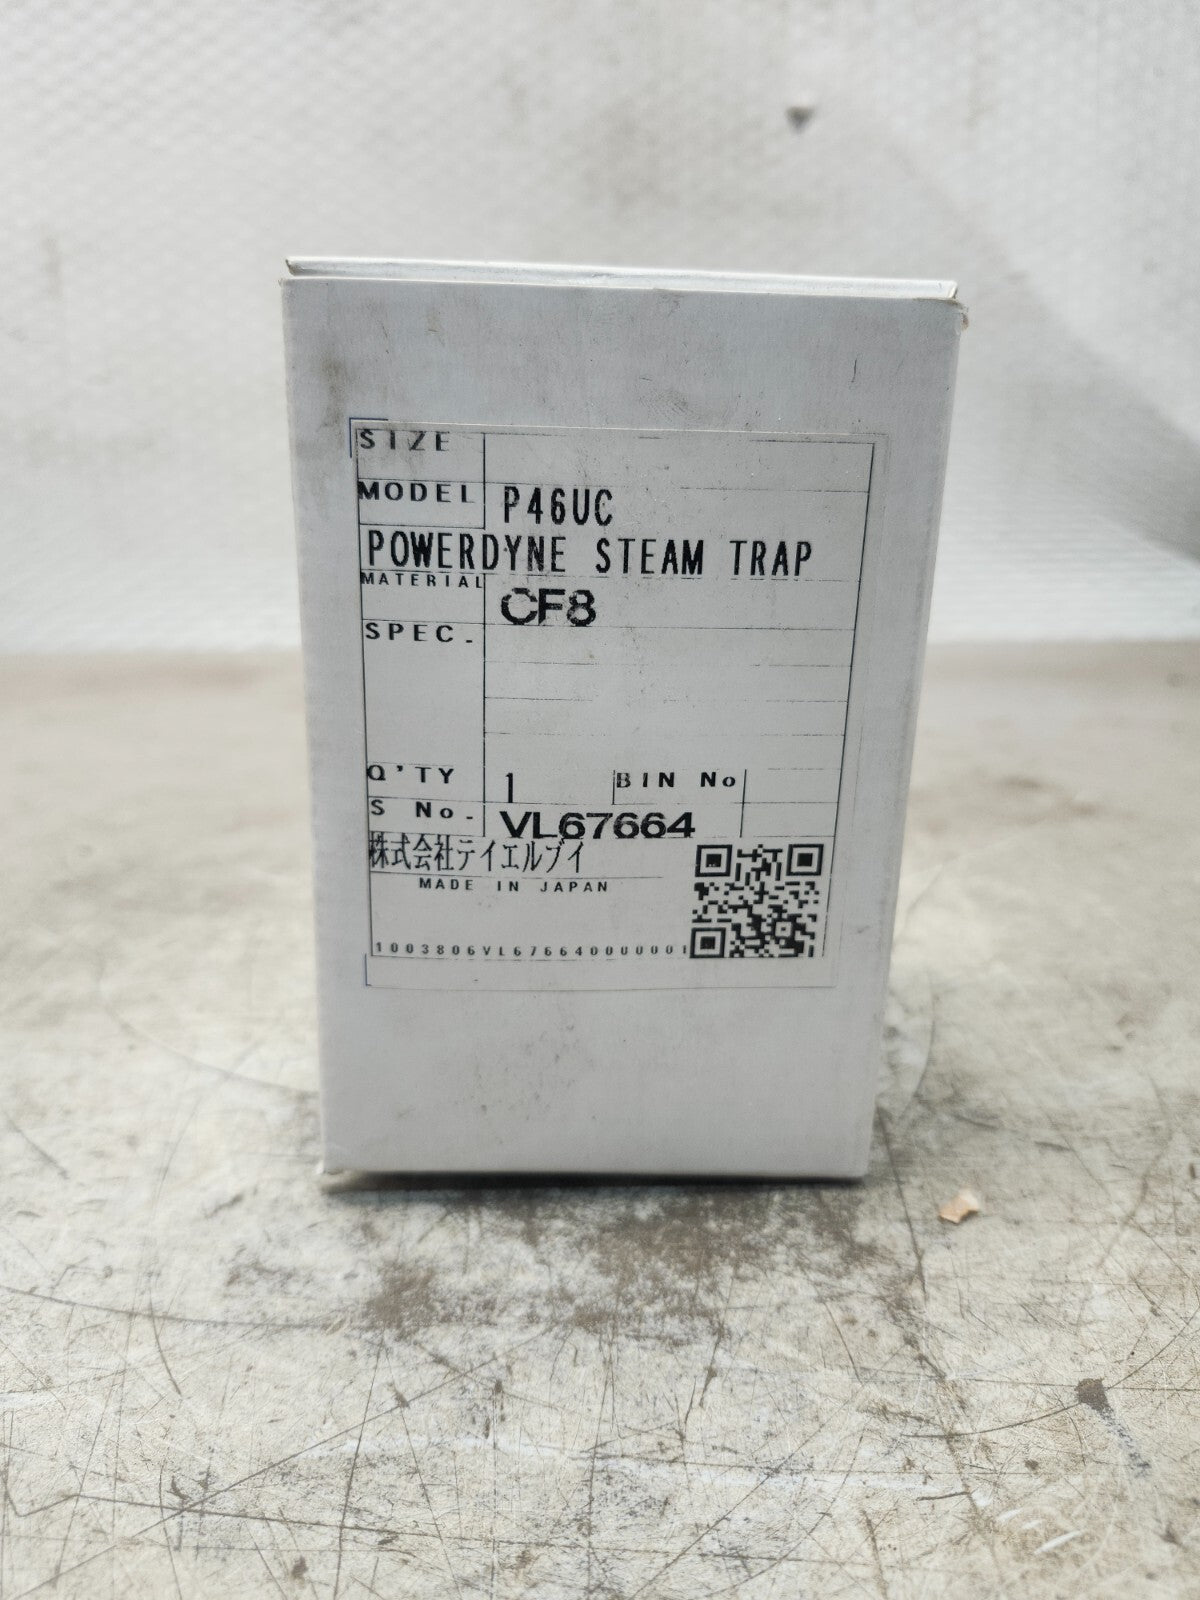 SIZE
MODEL P46UC
POWERDYNE STEAM TRAP
MATERIAL CF8
SPEC.
Q'TY 1 BIN No
S No. VL67664
株式会社テイエルブイ
MADE IN JAPAN
1003806VL67664000001